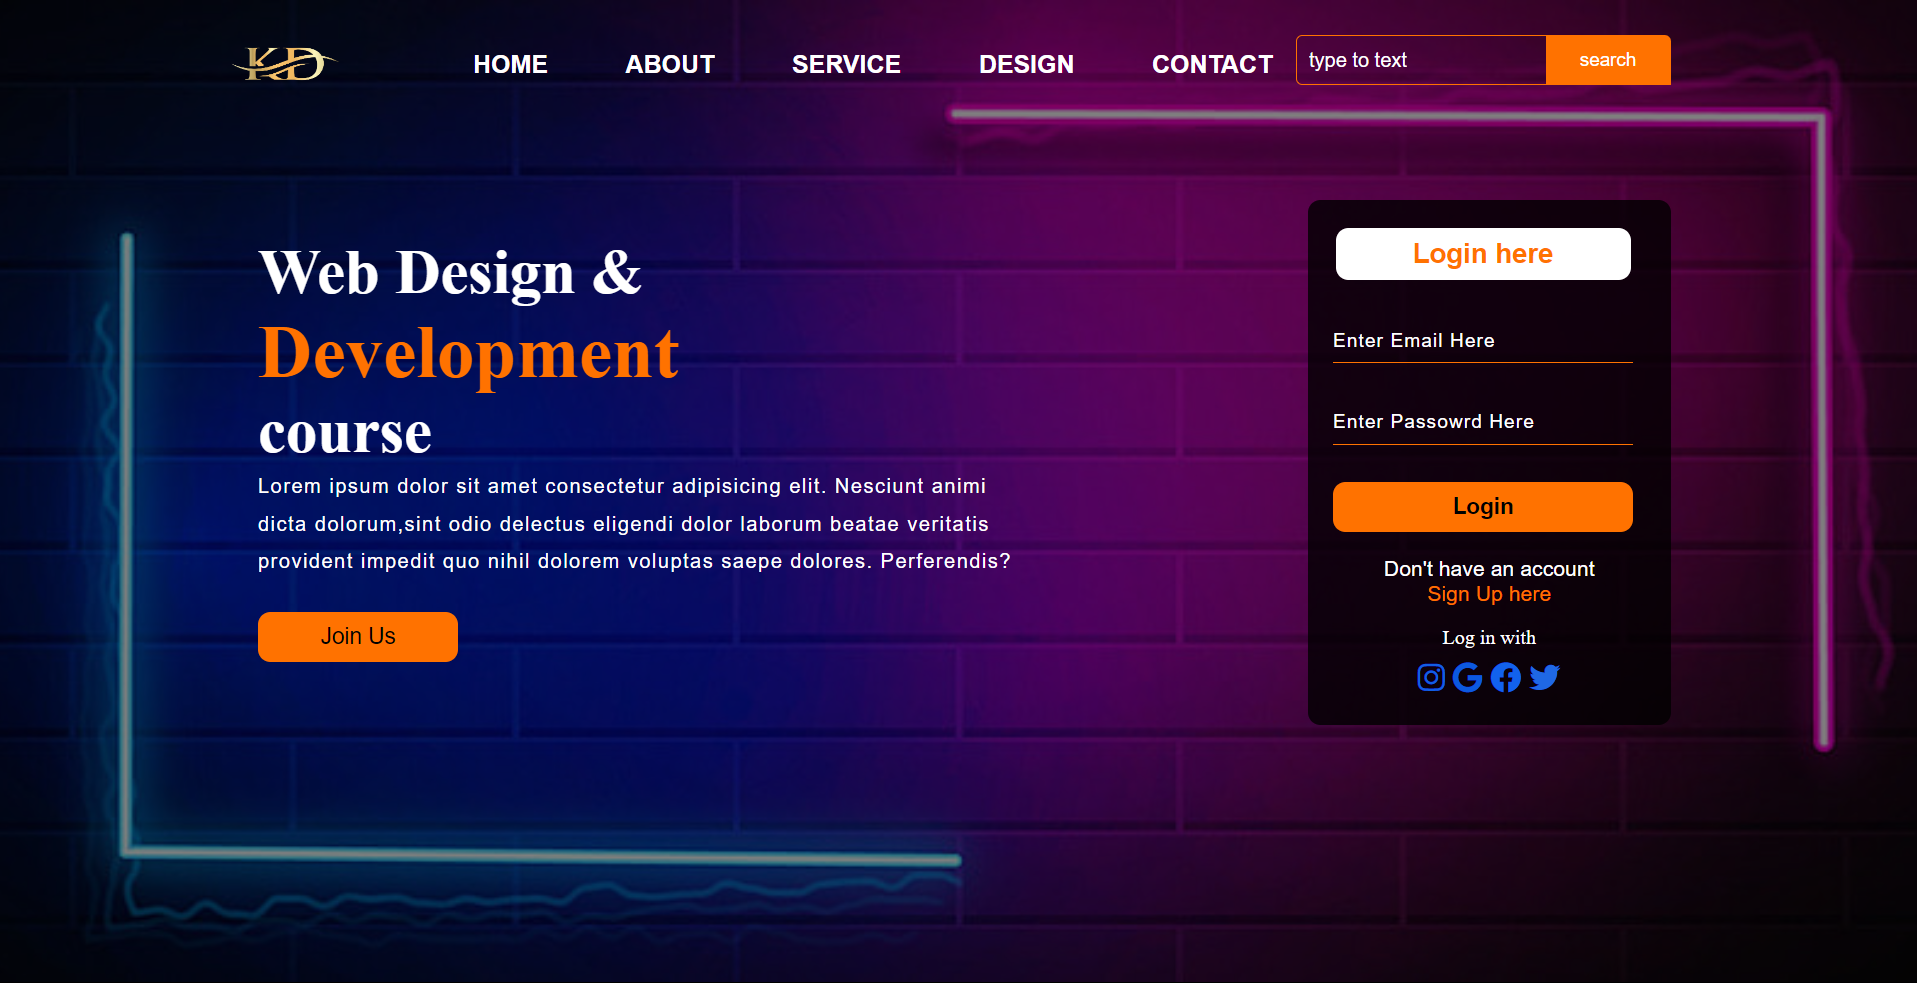 KD
HOME ABOUT SERVICE DESIGN CONTACT type to text search
Web Design &
Development
course
Lorem ipsum dolor sit amet consectetur adipisicing elit. Nesciunt animi
dicta dolorum,sint odio delectus eligendi dolor laborum beatae veritatis
provident impedit quo nihil dolorem voluptas saepe dolores. Perferendis?
Join Us
Login here
Enter Email Here
Enter Passowrd Here
Login
Don't have an account
Sign Up here
Log in with